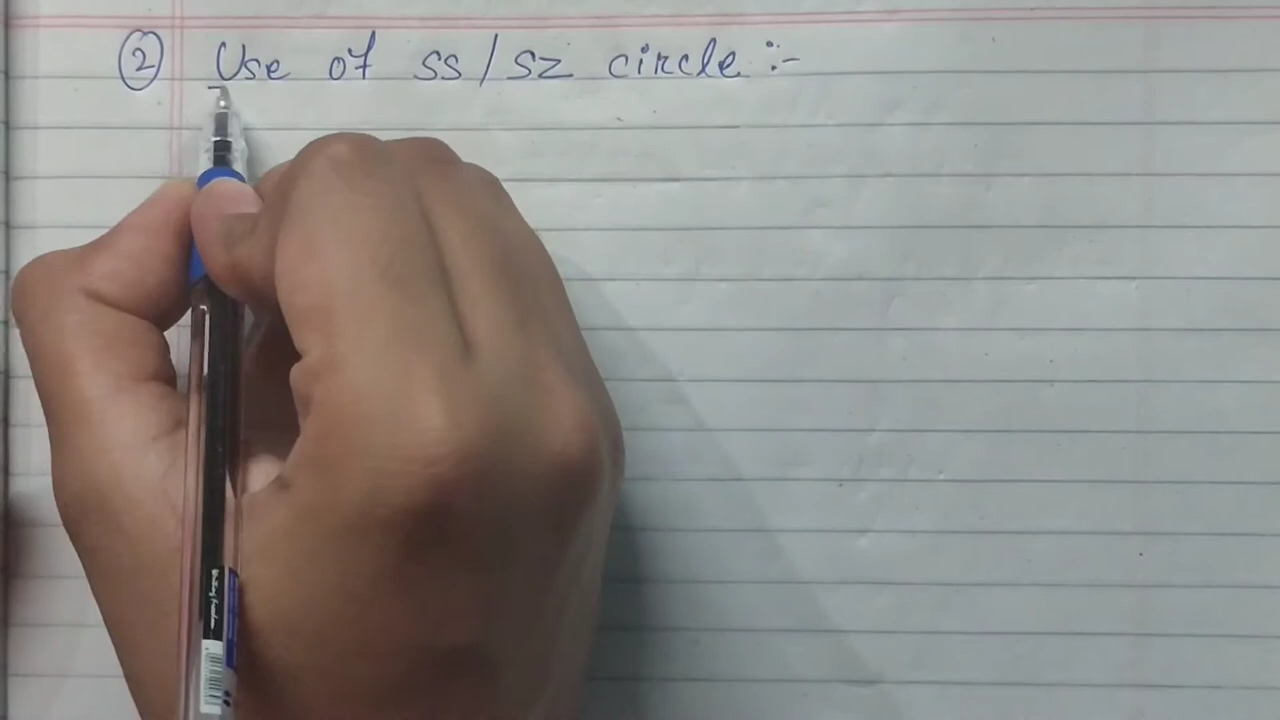 ② Use of ss/sz circle :-